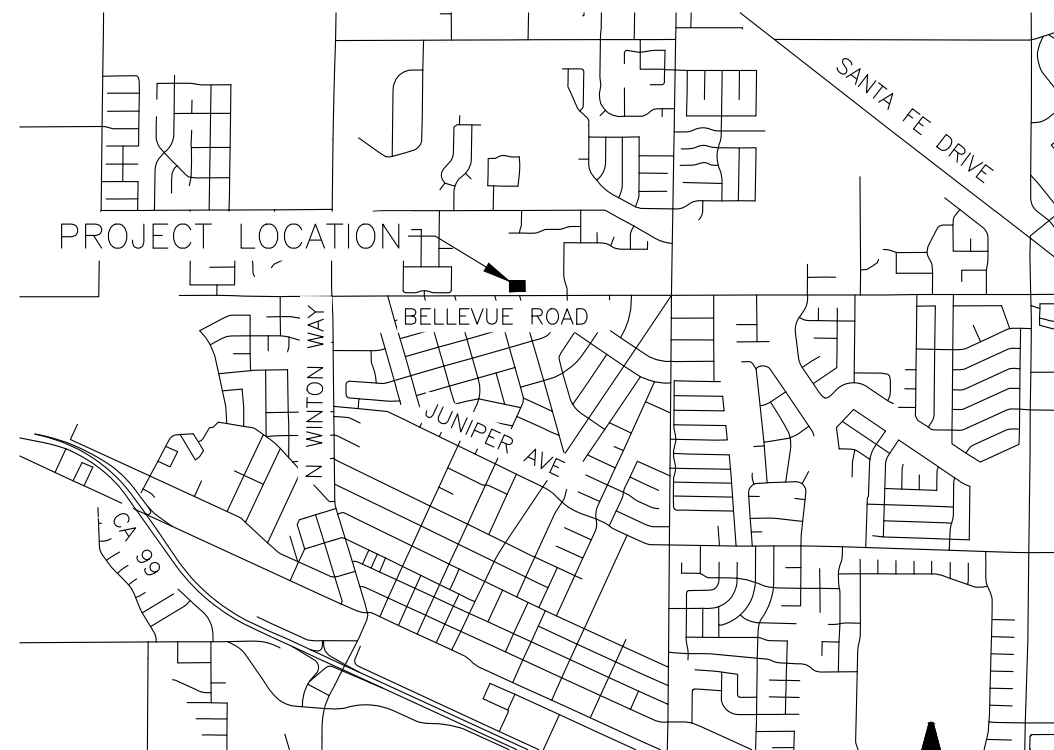 SANTA FE DRIVE
PROJECT LOCATION
BELLEVUE ROAD
N WINTON WAY
JUNIPER AVE
CA 99